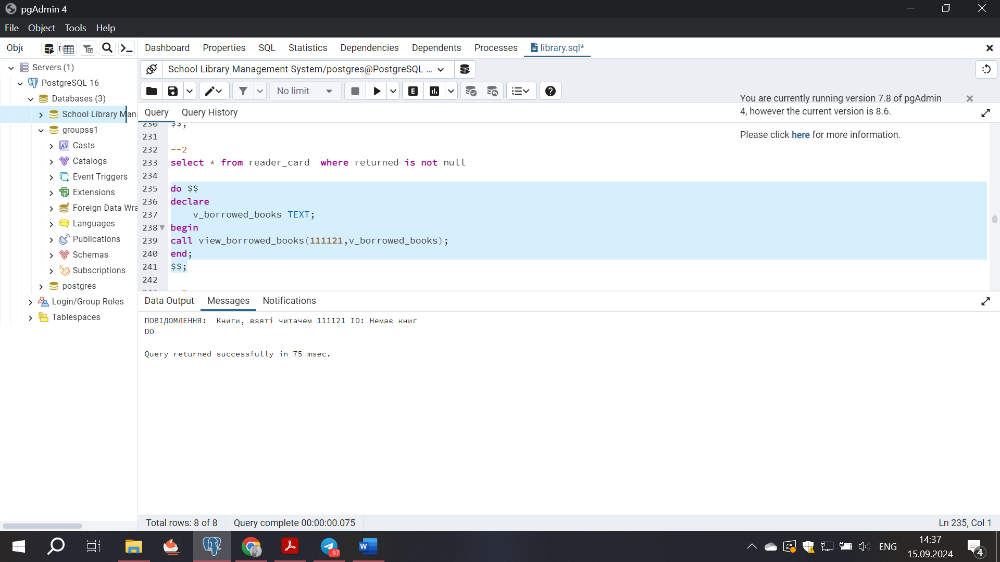 pgAdmin 4
File Object Tools Help
Obje
Dashboard Properties SQL Statistics Dependencies Dependents Processes library.sql*
Servers (1)
PostgreSQL 16
Databases (3)
School Library Man
groupss1
Casts
Catalogs
Event Triggers
Extensions
Foreign Data Wra
Languages
Publications
Schemas
Subscriptions
postgres
Login/Group Roles
Tablespaces
School Library Management System/postgres@PostgreSQL ...
No limit
E
You are currently running version 7.8 of pgAdmin
4, however the current version is 8.6.
Please click here for more information.
Query Query History
230 $$;
231
232 --2
233 select * from reader_card  where returned is not null
234
235 do $$
236 declare
237     v_borrowed_books TEXT;
238 begin
239 call view_borrowed_books(111121,v_borrowed_books);
240 end;
241 $$;
242
Data Output Messages Notifications
ПОВІДОМЛЕННЯ:  Книги, взяті читачем 111121 ID: Немає книг
DO
Query returned successfully in 75 msec.
Total rows: 8 of 8 Query complete 00:00:00.075 Ln 235, Col 1
..97
W
ENG
14:37
15.09.2024
4